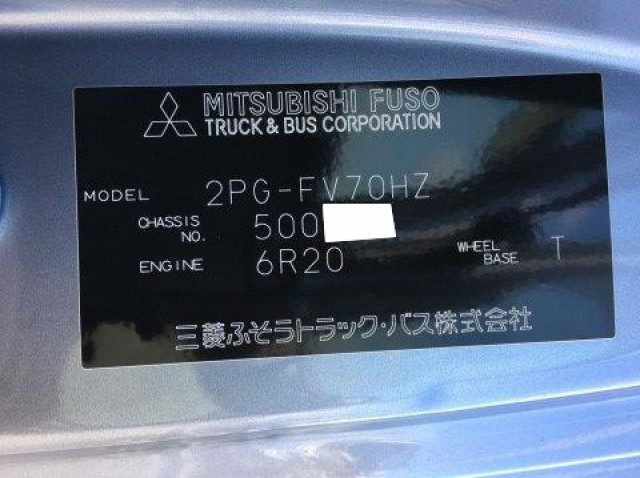 MITSUBISHI FUSO
TRUCK & BUS CORPORATION
MODEL 2PG-FV70HZ
CHASSIS NO. 500
ENGINE 6R20 WHEEL BASE T
三菱ふそうトラック・バス株式会社